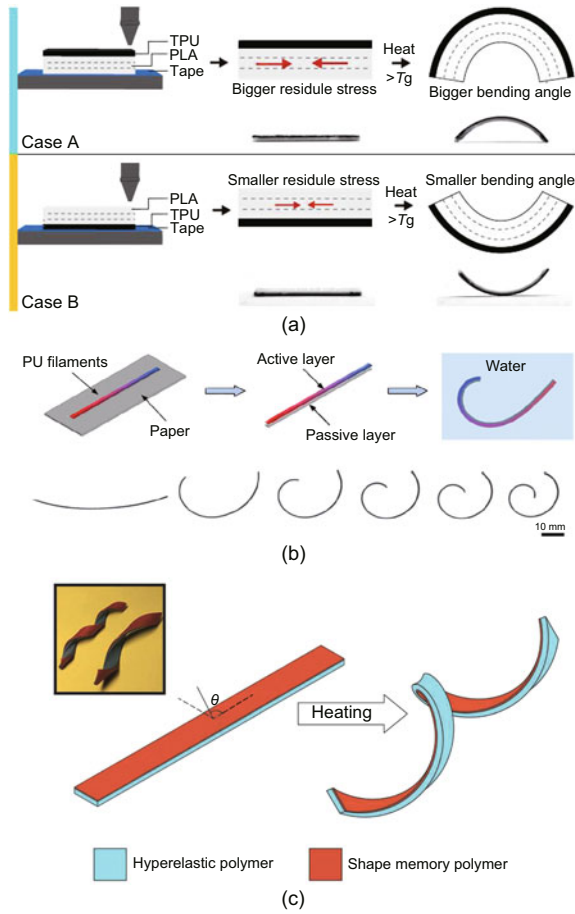 TPU
PLA
Tape
Bigger residule stress
Heat
>Tg
Bigger bending angle
Case A
PLA
TPU
Tape
Smaller residule stress
Heat
>Tg
Smaller bending angle
Case B
(a)
PU filaments
Paper
Active layer
Passive layer
Water
10 mm
(b)
θ
Heating
Hyperelastic polymer
Shape memory polymer
(c)